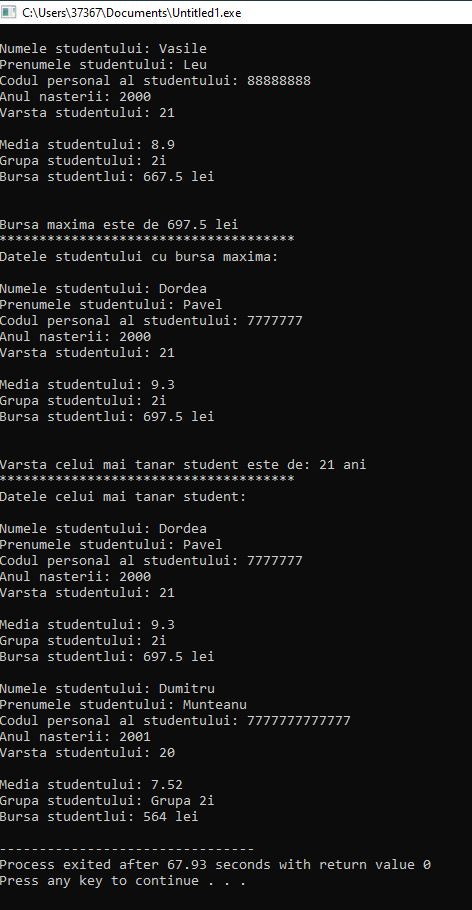 C:\Users\37367\Documents\Untitled1.exe
Numele studentului: Vasile
Prenumele studentului: Leu
Codul personal al studentului: 88888888
Anul nasterii: 2000
Varsta studentului: 21
Media studentului: 8.9
Grupa studentului: 2i
Bursa studentlui: 667.5 lei
Bursa maxima este de 697.5 lei
*************************************
Datele studentului cu bursa maxima:
Numele studentului: Dordea
Prenumele studentului: Pavel
Codul personal al studentului: 7777777
Anul nasterii: 2000
Varsta studentului: 21
Media studentului: 9.3
Grupa studentului: 2i
Bursa studentlui: 697.5 lei
Varsta celui mai tanar student este de: 21 ani
*************************************
Datele celui mai tanar student:
Numele studentului: Dordea
Prenumele studentului: Pavel
Codul personal al studentului: 7777777
Anul nasterii: 2000
Varsta studentului: 21
Media studentului: 9.3
Grupa studentului: 2i
Bursa studentlui: 697.5 lei
Numele studentului: Dumitru
Prenumele studentului: Munteanu
Codul personal al studentului: 7777777777777
Anul nasterii: 2001
Varsta studentului: 20
Media studentului: 7.52
Grupa studentului: Grupa 2i
Bursa studentlui: 564 lei
--------------------------------
Process exited after 67.93 seconds with return value 0
Press any key to continue . . .